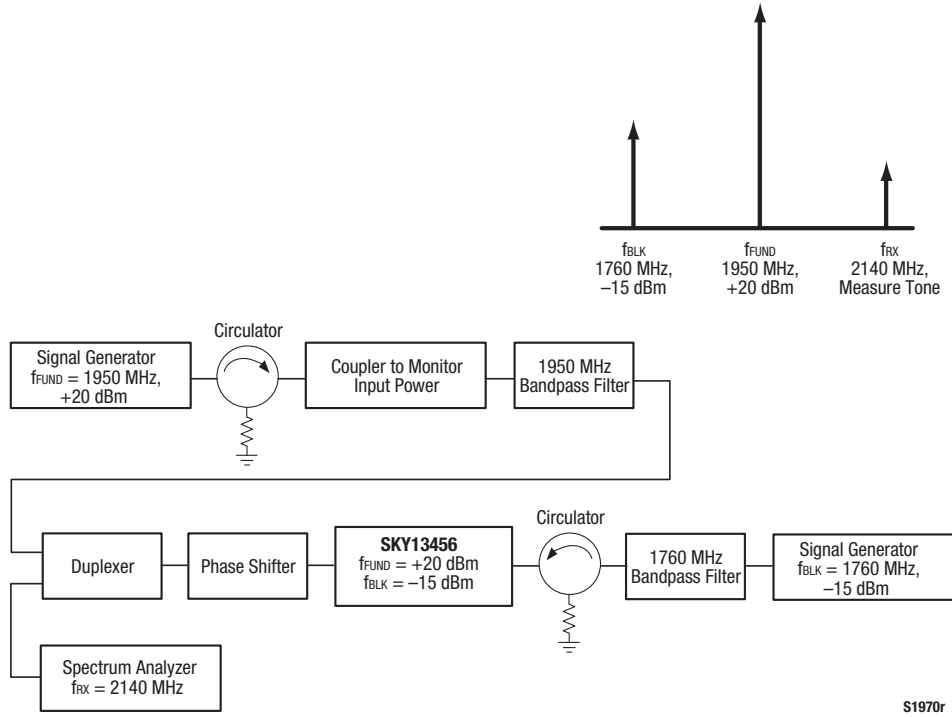 fBLK
1760 MHz,
–15 dBm
fFUND
1950 MHz,
+20 dBm
fRX
2140 MHz,
Measure Tone
Signal Generator
fFUND = 1950 MHz,
+20 dBm
Circulator
Coupler to Monitor
Input Power
1950 MHz
Bandpass Filter
Duplexer
Phase Shifter
SKY13456
fFUND = +20 dBm
fBLK = –15 dBm
Circulator
1760 MHz
Bandpass Filter
Signal Generator
fBLK = 1760 MHz,
–15 dBm
Spectrum Analyzer
fRX = 2140 MHz
S1970r